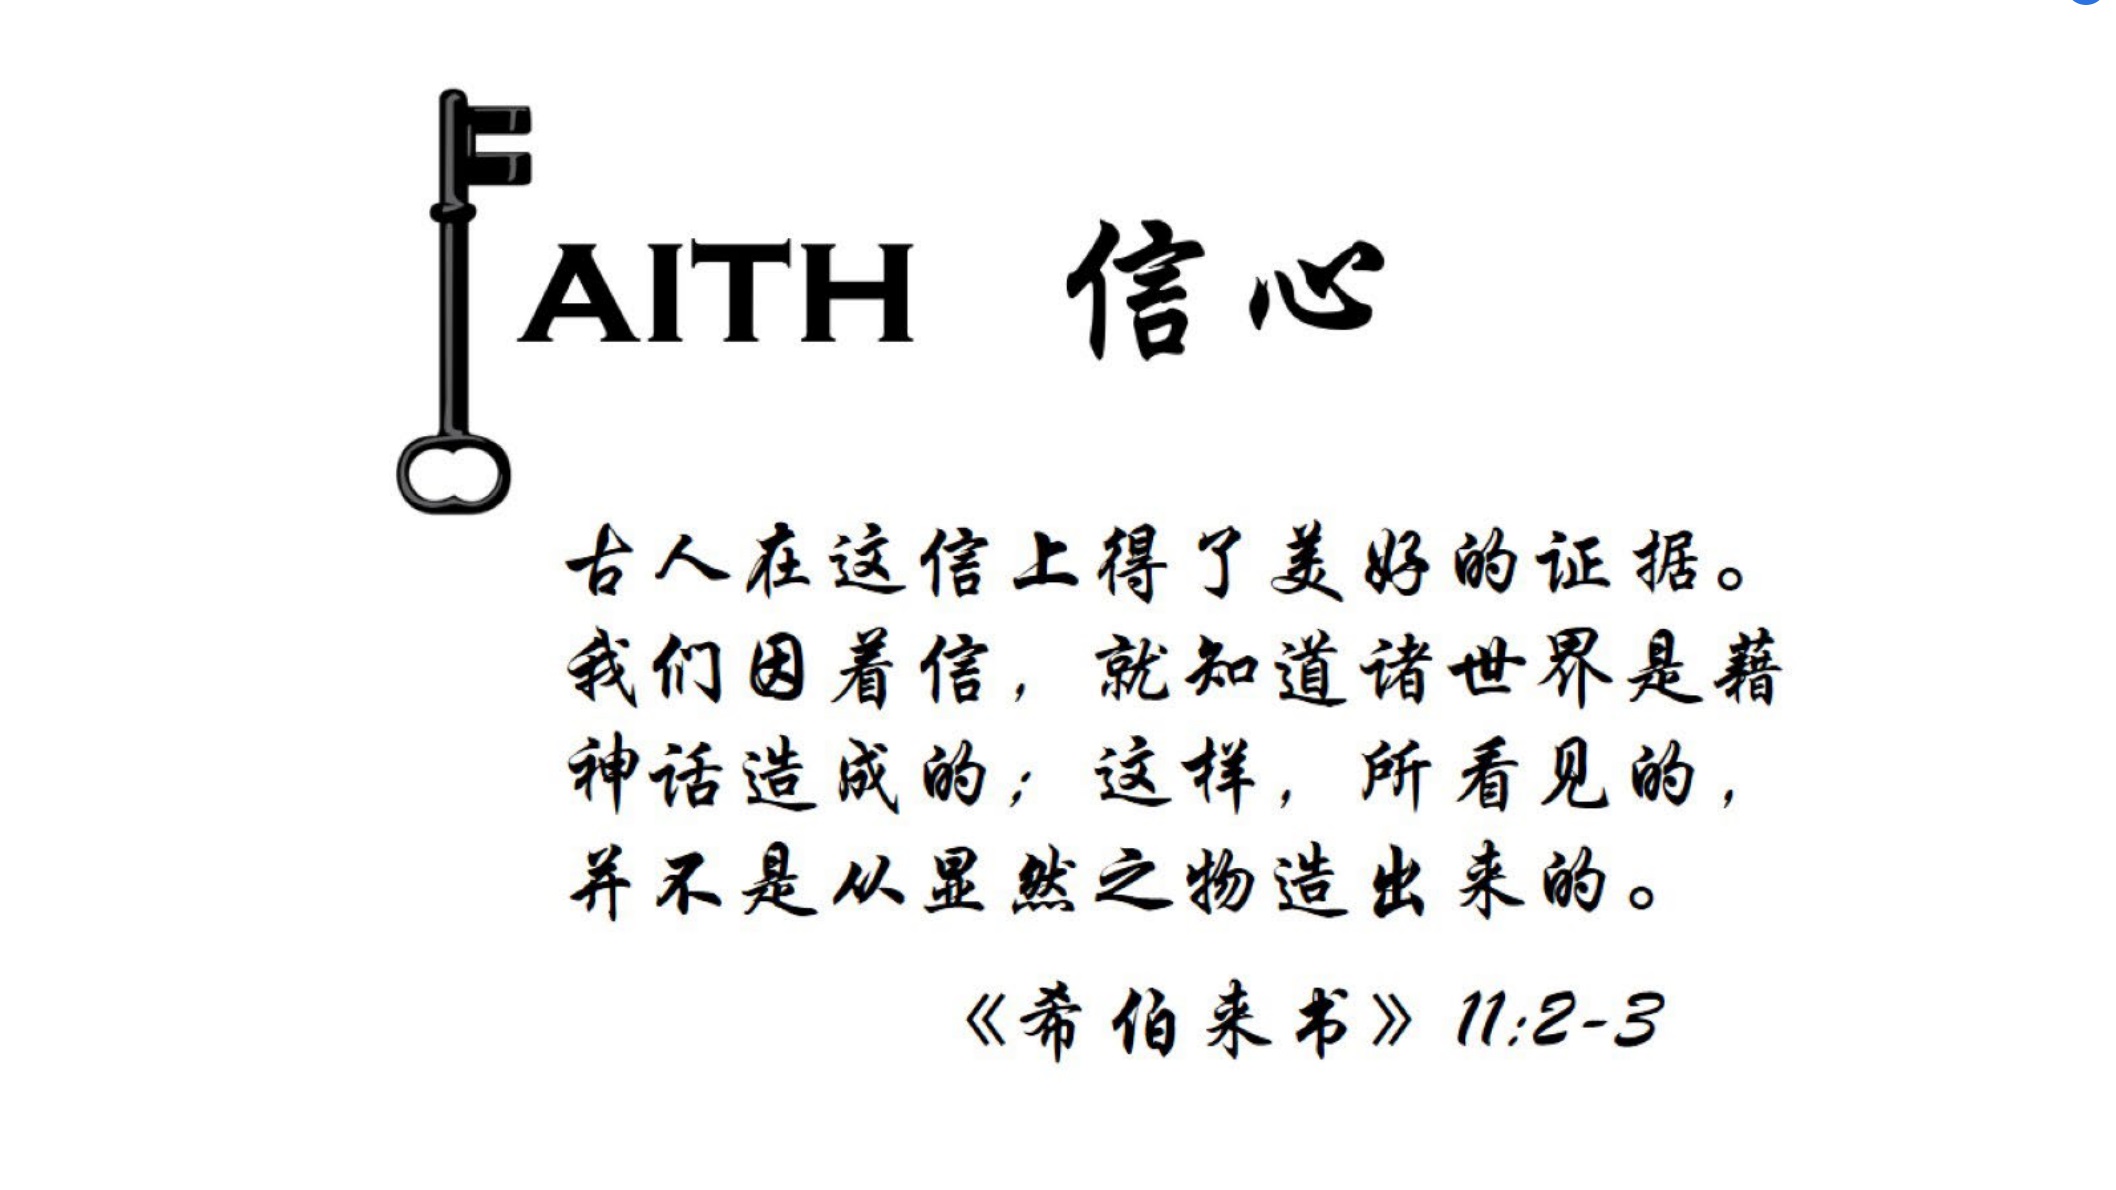 FAITH 信心
古人在这信上得了美好的证据。
我们因着信，就知道诸世界是藉
神话造成的；这样，所看见的，
并不是从显然之物造出来的。
《希伯来书》11:2-3